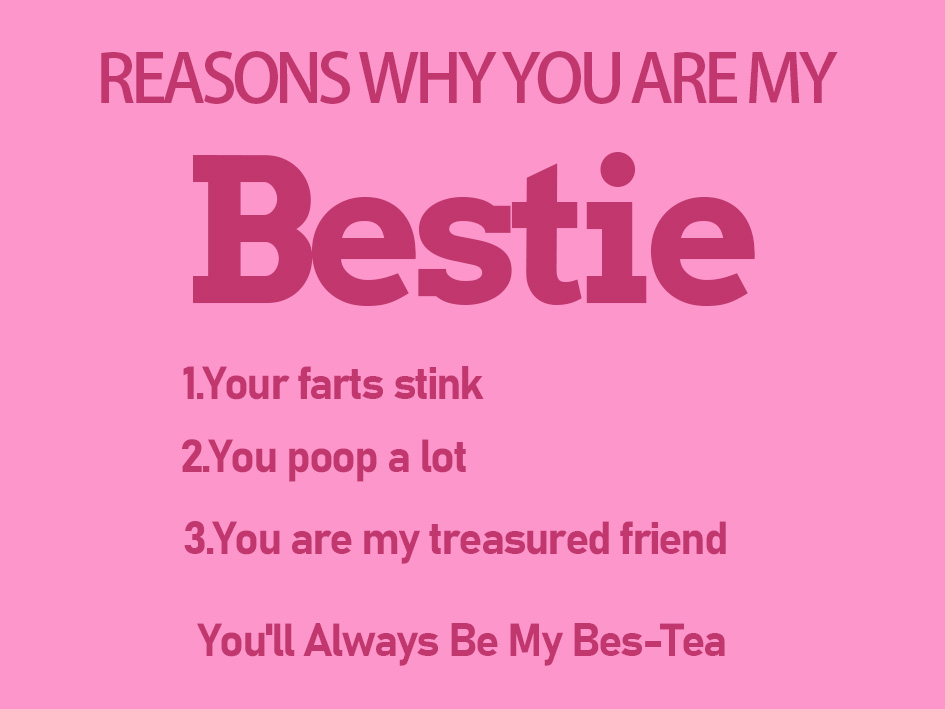 REASONS WHY YOU ARE MY
Bestie
1.Your farts stink
2.You poop a lot
3.You are my treasured friend
You'll Always Be My Bes-Tea